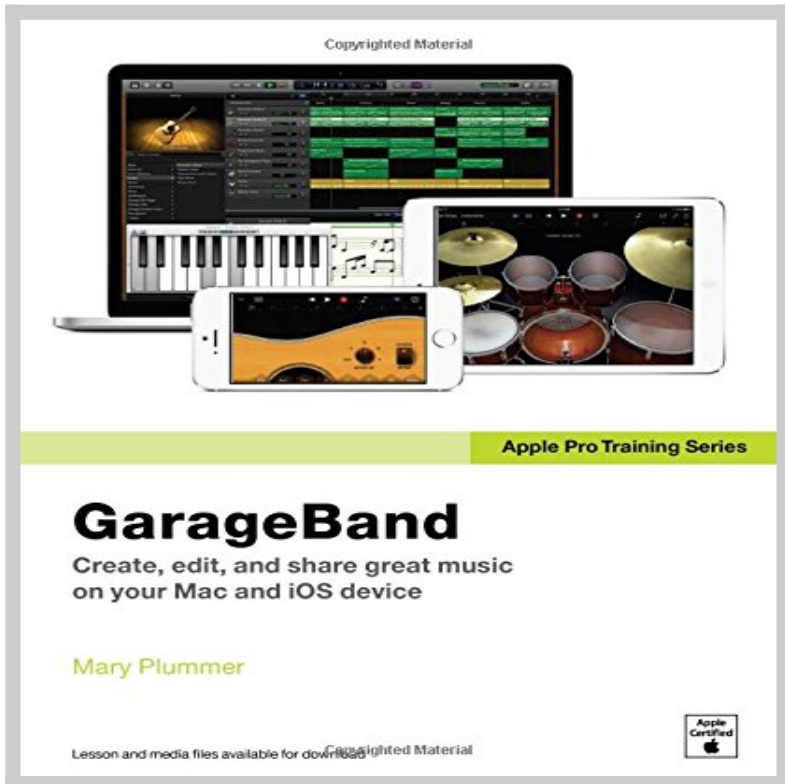 Copyrighted Material
Apple Pro Training Series
GarageBand
Create, edit, and share great music
on your Mac and iOS device
Mary Plummer
Apple
Certified
Lesson and media files available for download
Copyrighted Material